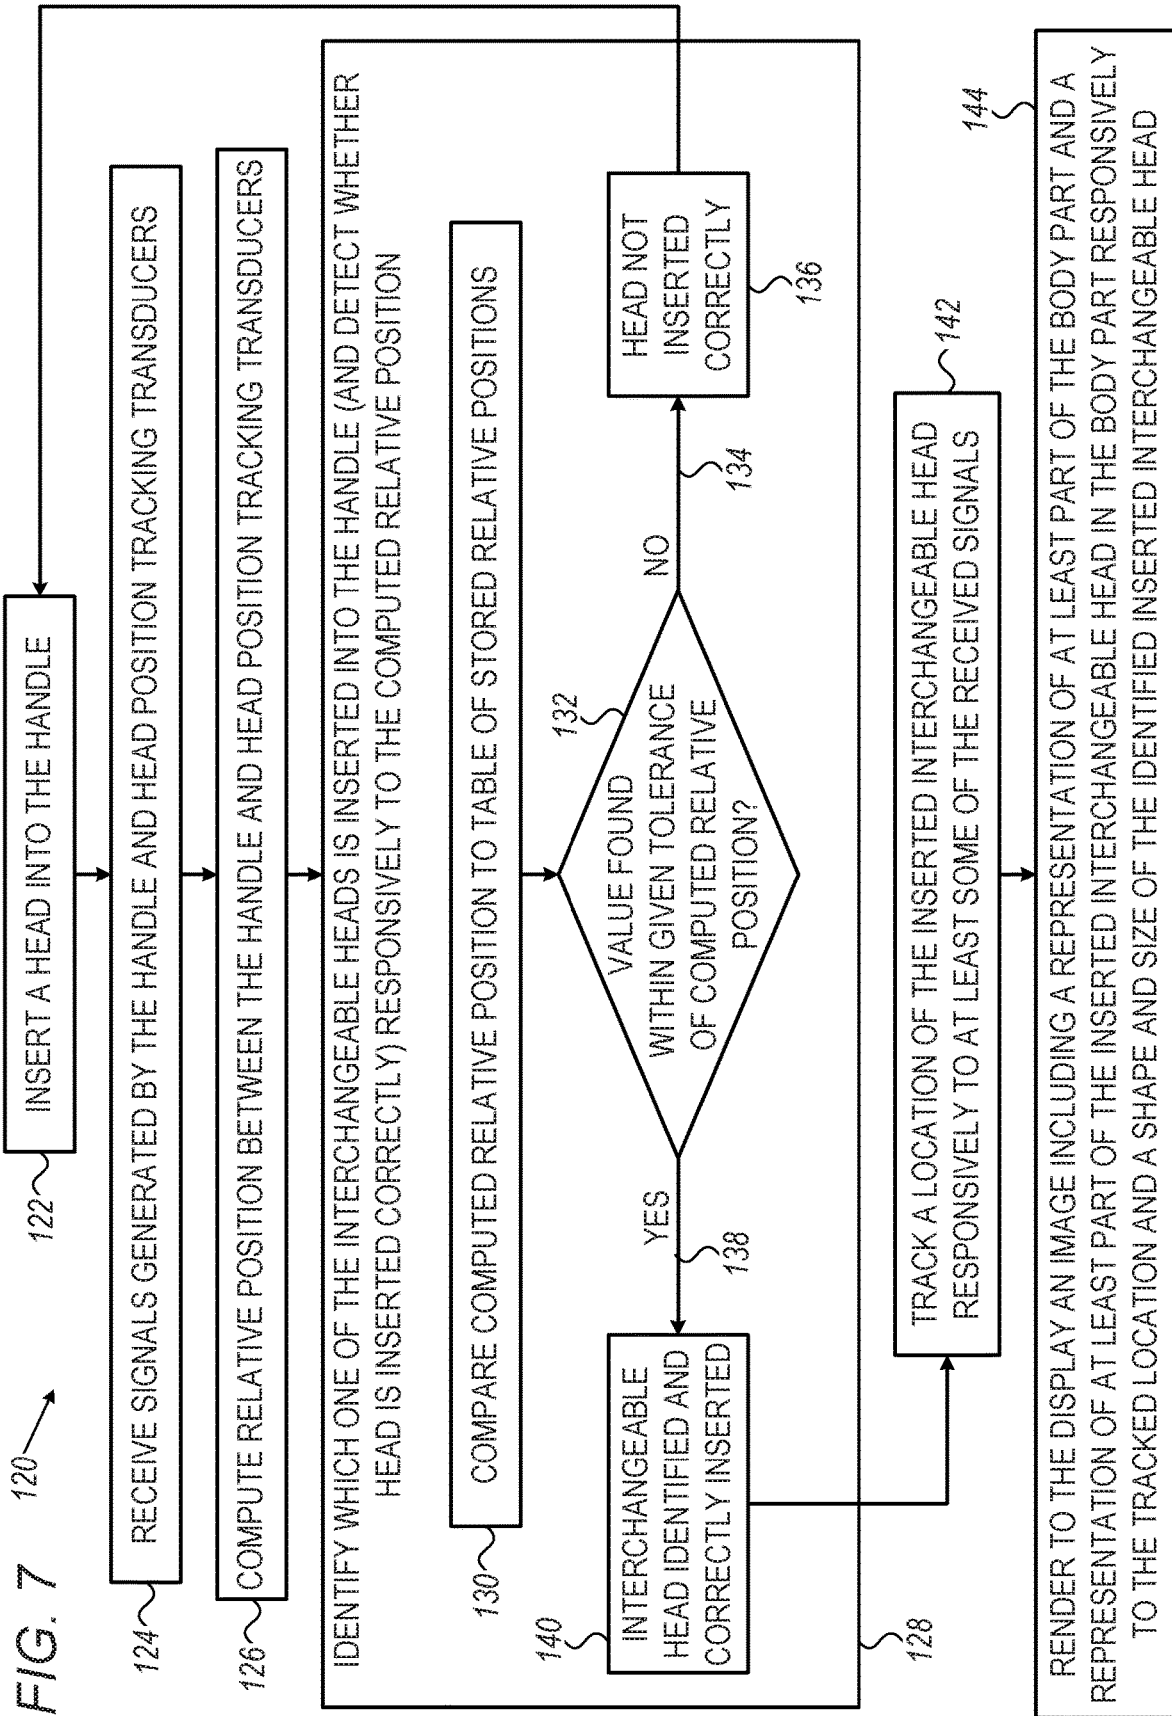 FIG. 7
120
INSERT A HEAD INTO THE HANDLE
122
RECEIVE SIGNALS GENERATED BY THE HANDLE AND HEAD POSITION TRACKING TRANSDUCERS
124
COMPUTE RELATIVE POSITION BETWEEN THE HANDLE AND HEAD POSITION TRACKING TRANSDUCERS
126
IDENTIFY WHICH ONE OF THE INTERCHANGEABLE HEADS IS INSERTED INTO THE HANDLE (AND DETECT WHETHER
HEAD IS INSERTED CORRECTLY) RESPONSIVELY TO THE COMPUTED RELATIVE POSITION
COMPARE COMPUTED RELATIVE POSITION TO TABLE OF STORED RELATIVE POSITIONS
130
VALUE FOUND
WITHIN GIVEN TOLERANCE
OF COMPUTED RELATIVE
POSITION?
132
NO
134
HEAD NOT
INSERTED
CORRECTLY
136
YES
138
INTERCHANGEABLE
HEAD IDENTIFIED AND
CORRECTLY INSERTED
140
128
TRACK A LOCATION OF THE INSERTED INTERCHANGEABLE HEAD
RESPONSIVELY TO AT LEAST SOME OF THE RECEIVED SIGNALS
142
RENDER TO THE DISPLAY AN IMAGE INCLUDING A REPRESENTATION OF AT LEAST PART OF THE BODY PART AND A
REPRESENTATION OF AT LEAST PART OF THE INSERTED INTERCHANGEABLE HEAD IN THE BODY PART RESPONSIVELY
TO THE TRACKED LOCATION AND A SHAPE AND SIZE OF THE IDENTIFIED INSERTED INTERCHANGEABLE HEAD
144